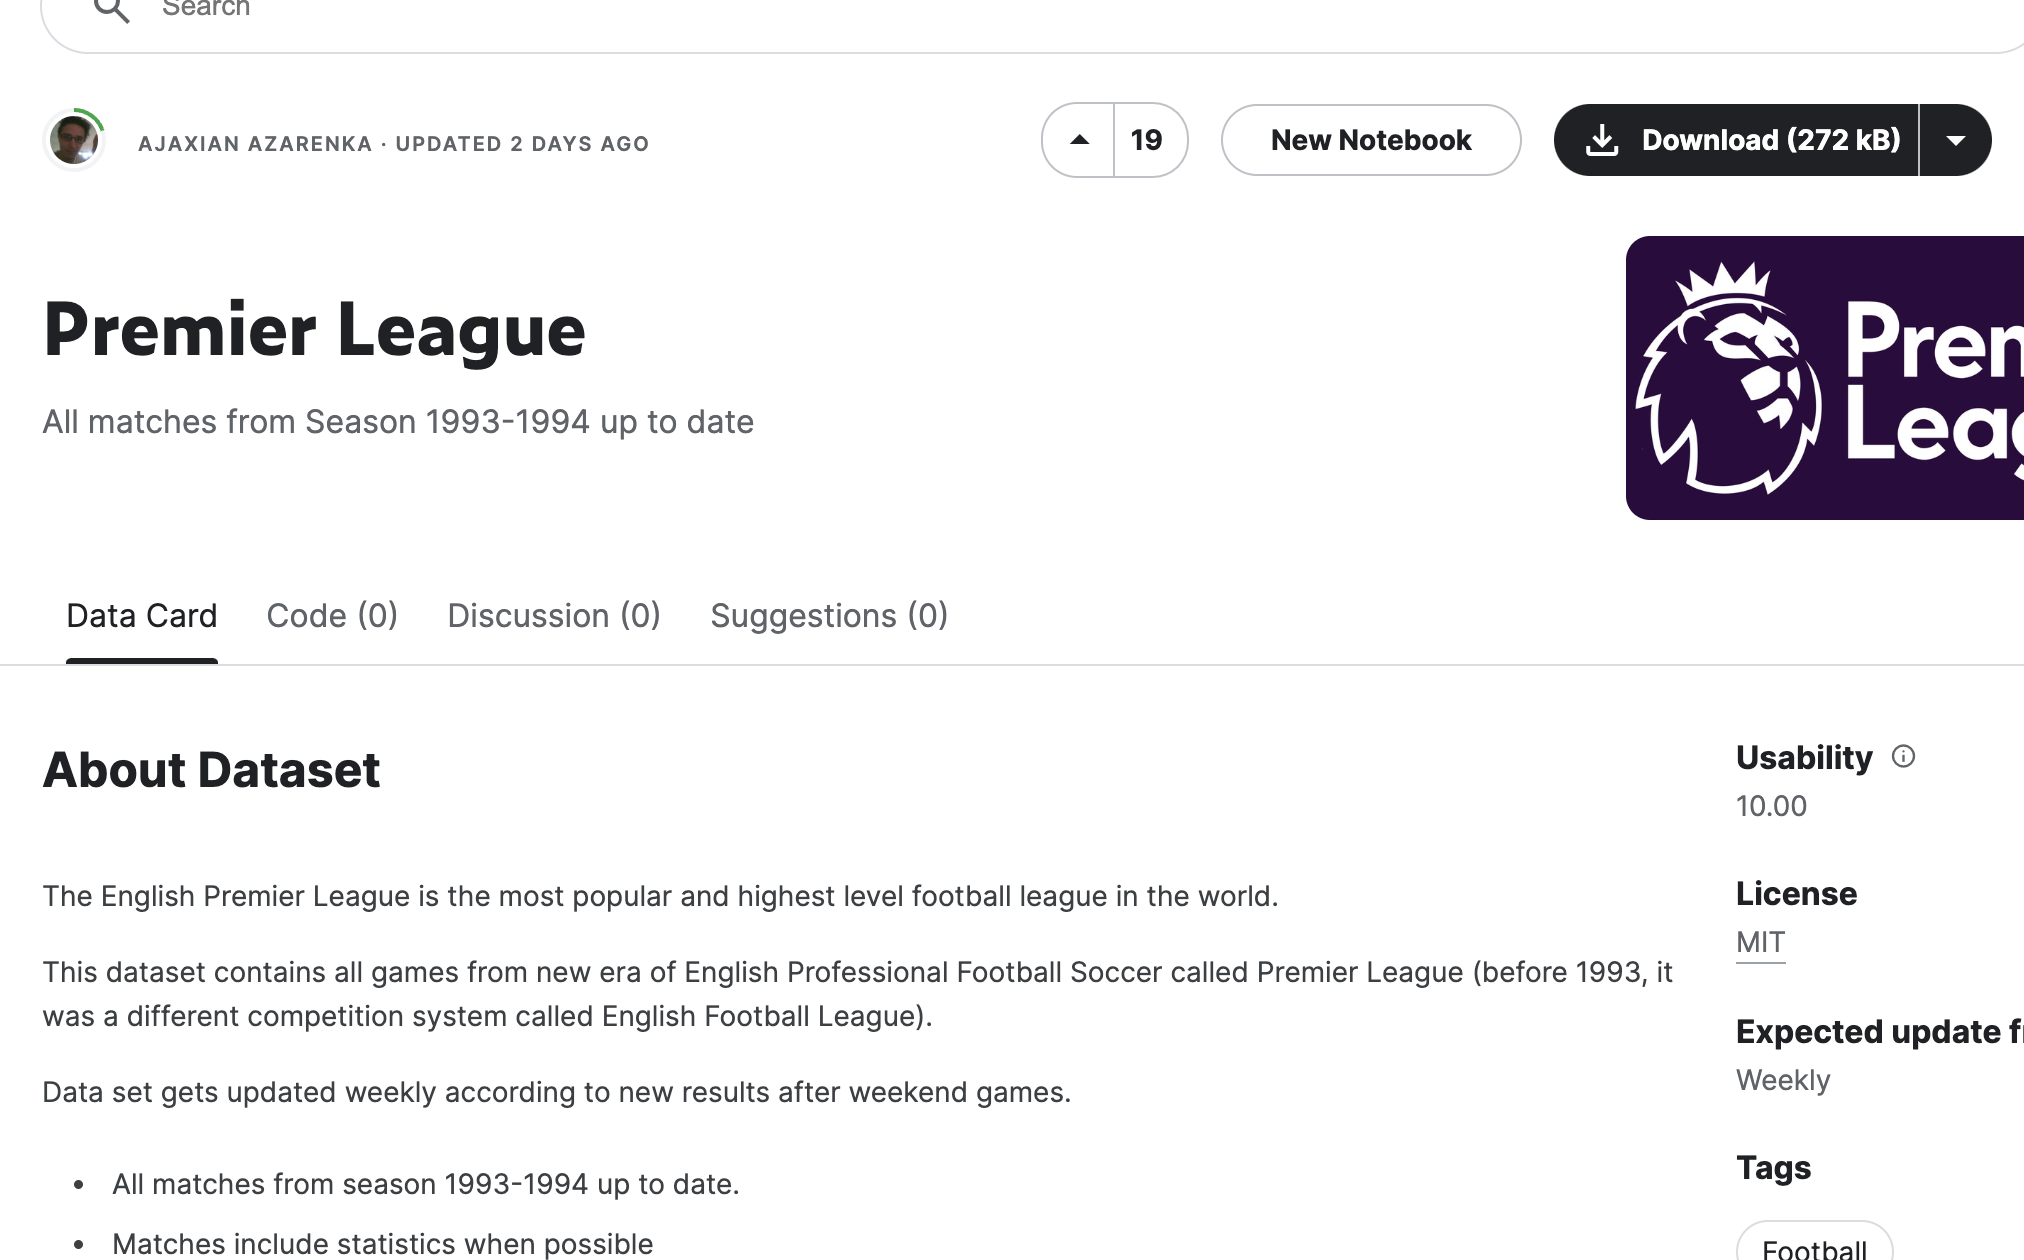 Search
AJAXIAN AZARENKA · UPDATED 2 DAYS AGO
19
New Notebook
Download (272 kB)
Premier League
All matches from Season 1993-1994 up to date
Data Card
Code (0)
Discussion (0)
Suggestions (0)
About Dataset
The English Premier League is the most popular and highest level football league in the world.
This dataset contains all games from new era of English Professional Football Soccer called Premier League (before 1993, it
was a different competition system called English Football League).
Data set gets updated weekly according to new results after weekend games.
• All matches from season 1993-1994 up to date.
• Matches include statistics when possible
Usability
10.00
License
MIT
Expected update
Weekly
Tags
Football